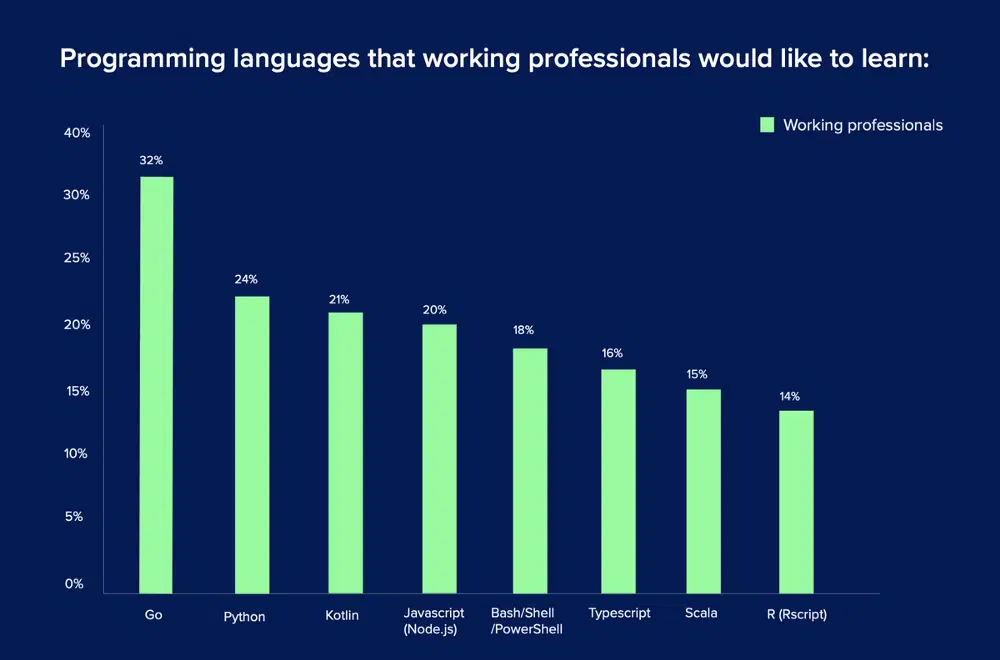 Programming languages that working professionals would like to learn:
Working professionals
40%
30%
25%
20%
15%
10%
5%
0%
32%
24%
21%
20%
18%
16%
15%
14%
Go
Python
Kotlin
Javascript
(Node.js)
Bash/Shell
/PowerShell
Typescript
Scala
R (Rscript)